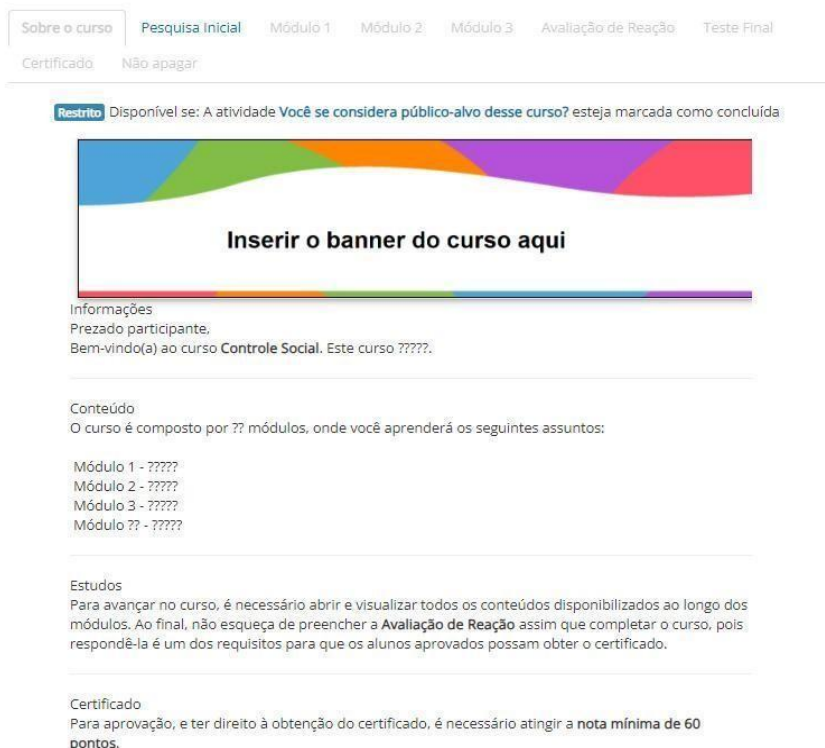 Sobre o curso Pesquisa Inicial Módulo 1 Módulo 2 Módulo 3 Avaliação de Reação Teste Final
Certificado Não apagar
Restrito Disponível se: A atividade Você se considera público-alvo desse curso? esteja marcada como concluída
Inserir o banner do curso aqui
Informações
Prezado participante,
Bem-vindo(a) ao curso Controle Social. Este curso ?????.
Conteúdo
O curso é composto por ?? módulos, onde você aprenderá os seguintes assuntos:
Módulo 1 - ?????
Módulo 2 - ?????
Módulo 3 - ?????
Módulo ?? - ?????
Estudos
Para avançar no curso, é necessário abrir e visualizar todos os conteúdos disponibilizados ao longo dos
módulos. Ao final, não esqueça de preencher a Avaliação de Reação assim que completar o curso, pois
respondê-la é um dos requisitos para que os alunos aprovados possam obter o certificado.
Certificado
Para aprovação, e ter direito à obtenção do certificado, é necessário atingir a nota mínima de 60
pontos.